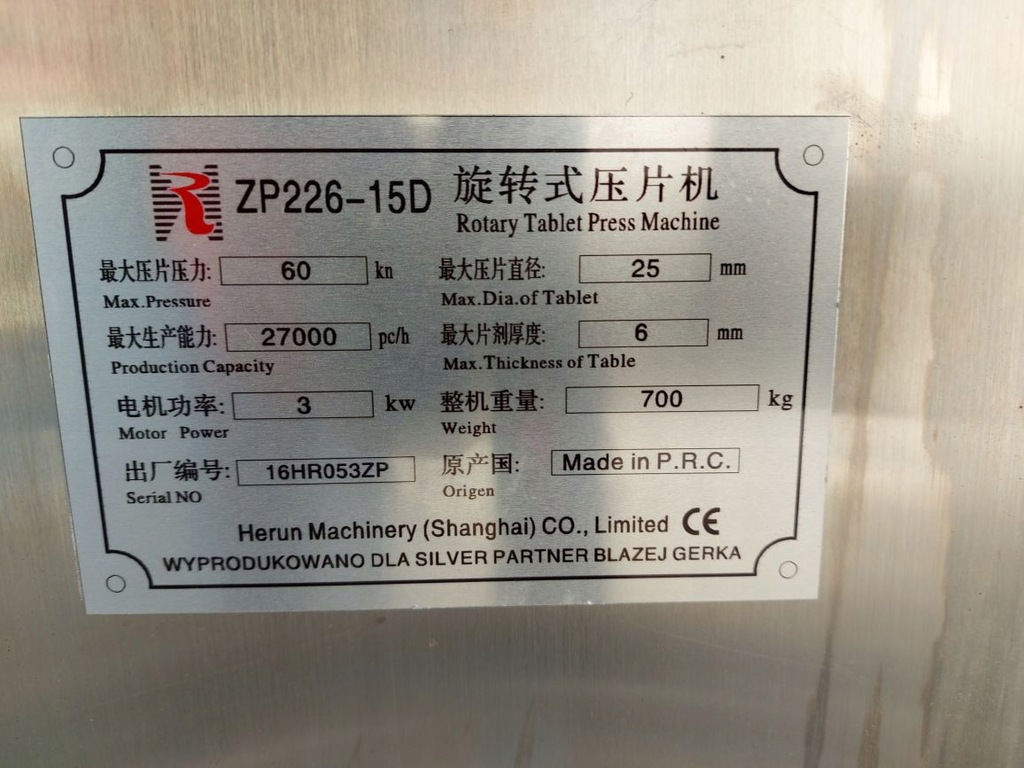 ZP226-15D 旋转式压片机
Rotary Tablet Press Machine
最大压片压力: 60 kn 最大压片直径: 25 mm
Max.Pressure Max.Dia.of Tablet
最大生产能力: 27000 pc/h 最大片剂厚度: 6 mm
Production Capacity Max.Thickness of Table
电机功率: 3 kw 整机重量: 700 kg
Motor Power Weight
出厂编号: 16HR053ZP 原产国: Made in P.R.C.
Serial NO Origen
Herun Machinery (Shanghai) CO., Limited CE
WYPRODUKOWANO DLA SILVER PARTNER BLAZEJ GERKA